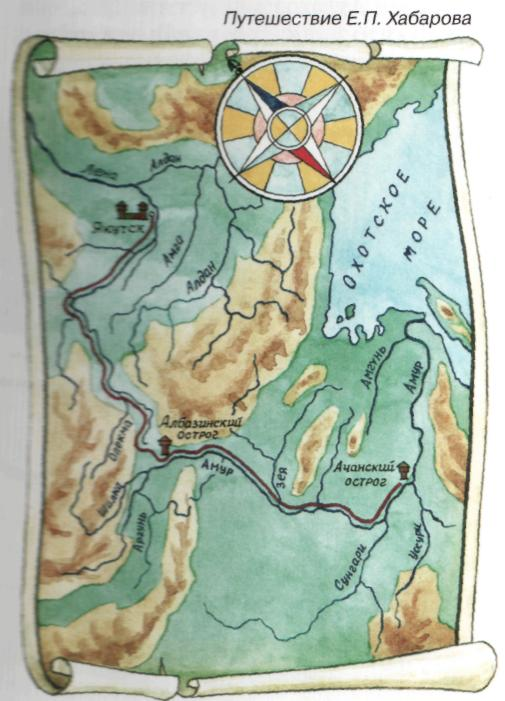 Путешествие Е.П. Хабарова
Лена
Алдан
Якутск
Амга
Алдан
ОХОТСКОЕ
МОРЕ
Амгунь
Амур
Олекма
Албазинский
острог
Шилка
Амур
Зея
Ачанский
острог
Аргунь
Сунгари
Уссури